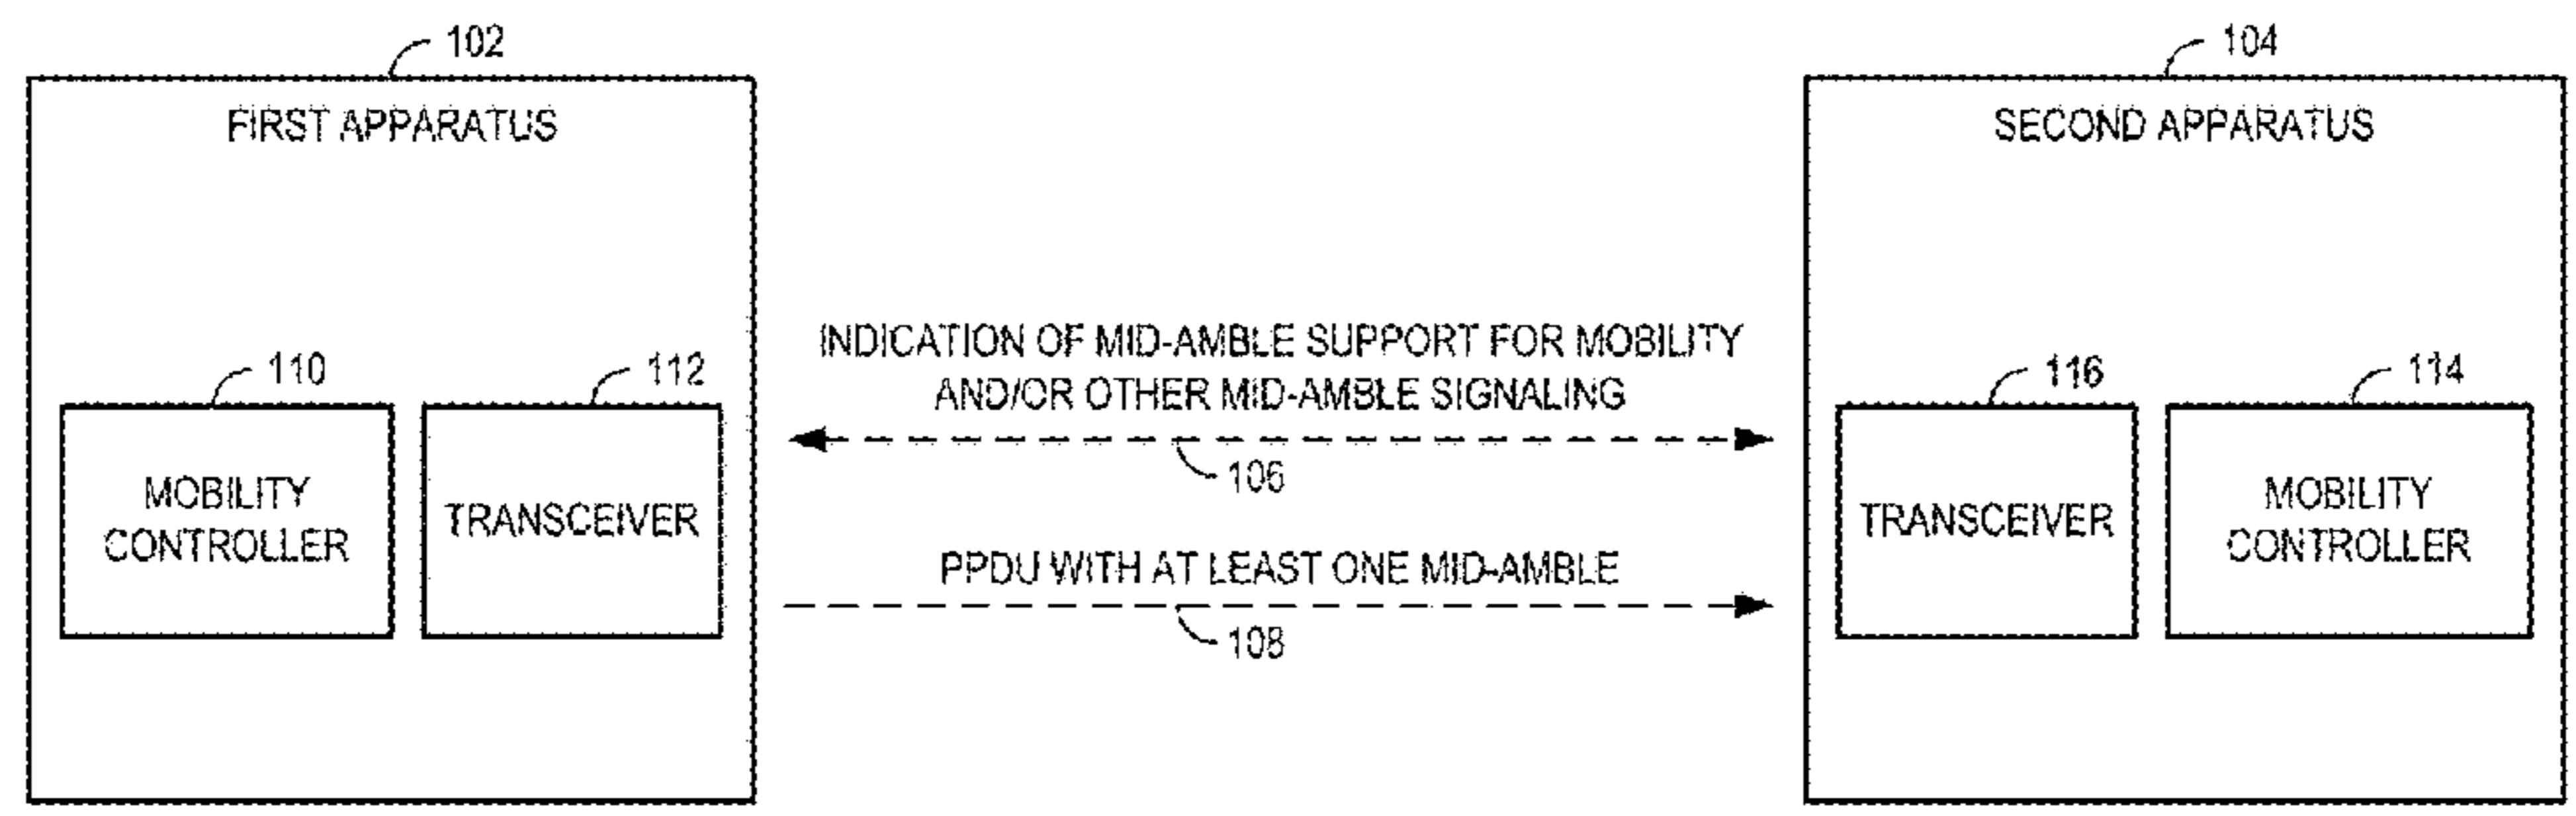 102
104
FIRST APPARATUS
SECOND APPARATUS
INDICATION OF MID-AMBLE SUPPORT FOR MOBILITY
AND/OR OTHER MID-AMBLE SIGNALING
110
112
116
114
106
MOBILITY
CONTROLLER
TRANSCEIVER
TRANSCEIVER
MOBILITY
CONTROLLER
PPDU WITH AT LEAST ONE MID-AMBLE
108